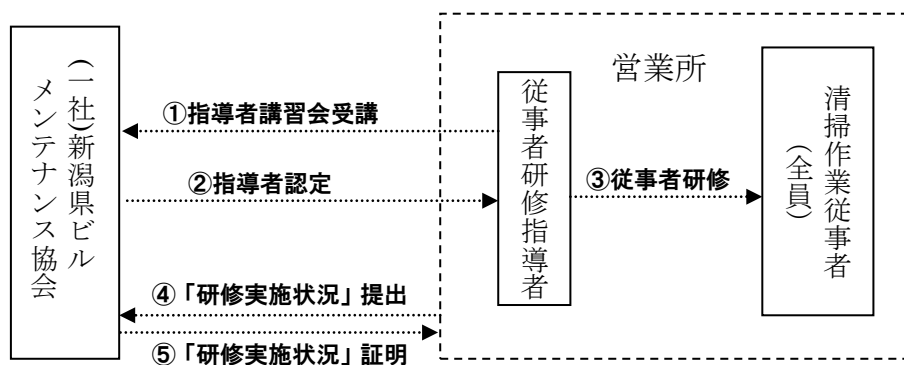 (一社)新潟県ビル
メンテナンス協会
①指導者講習会受講
②指導者認定
④「研修実施状況」提出
⑤「研修実施状況」証明
営業所
従事者研修指導者
③従事者研修
清掃作業従事者
(全員)